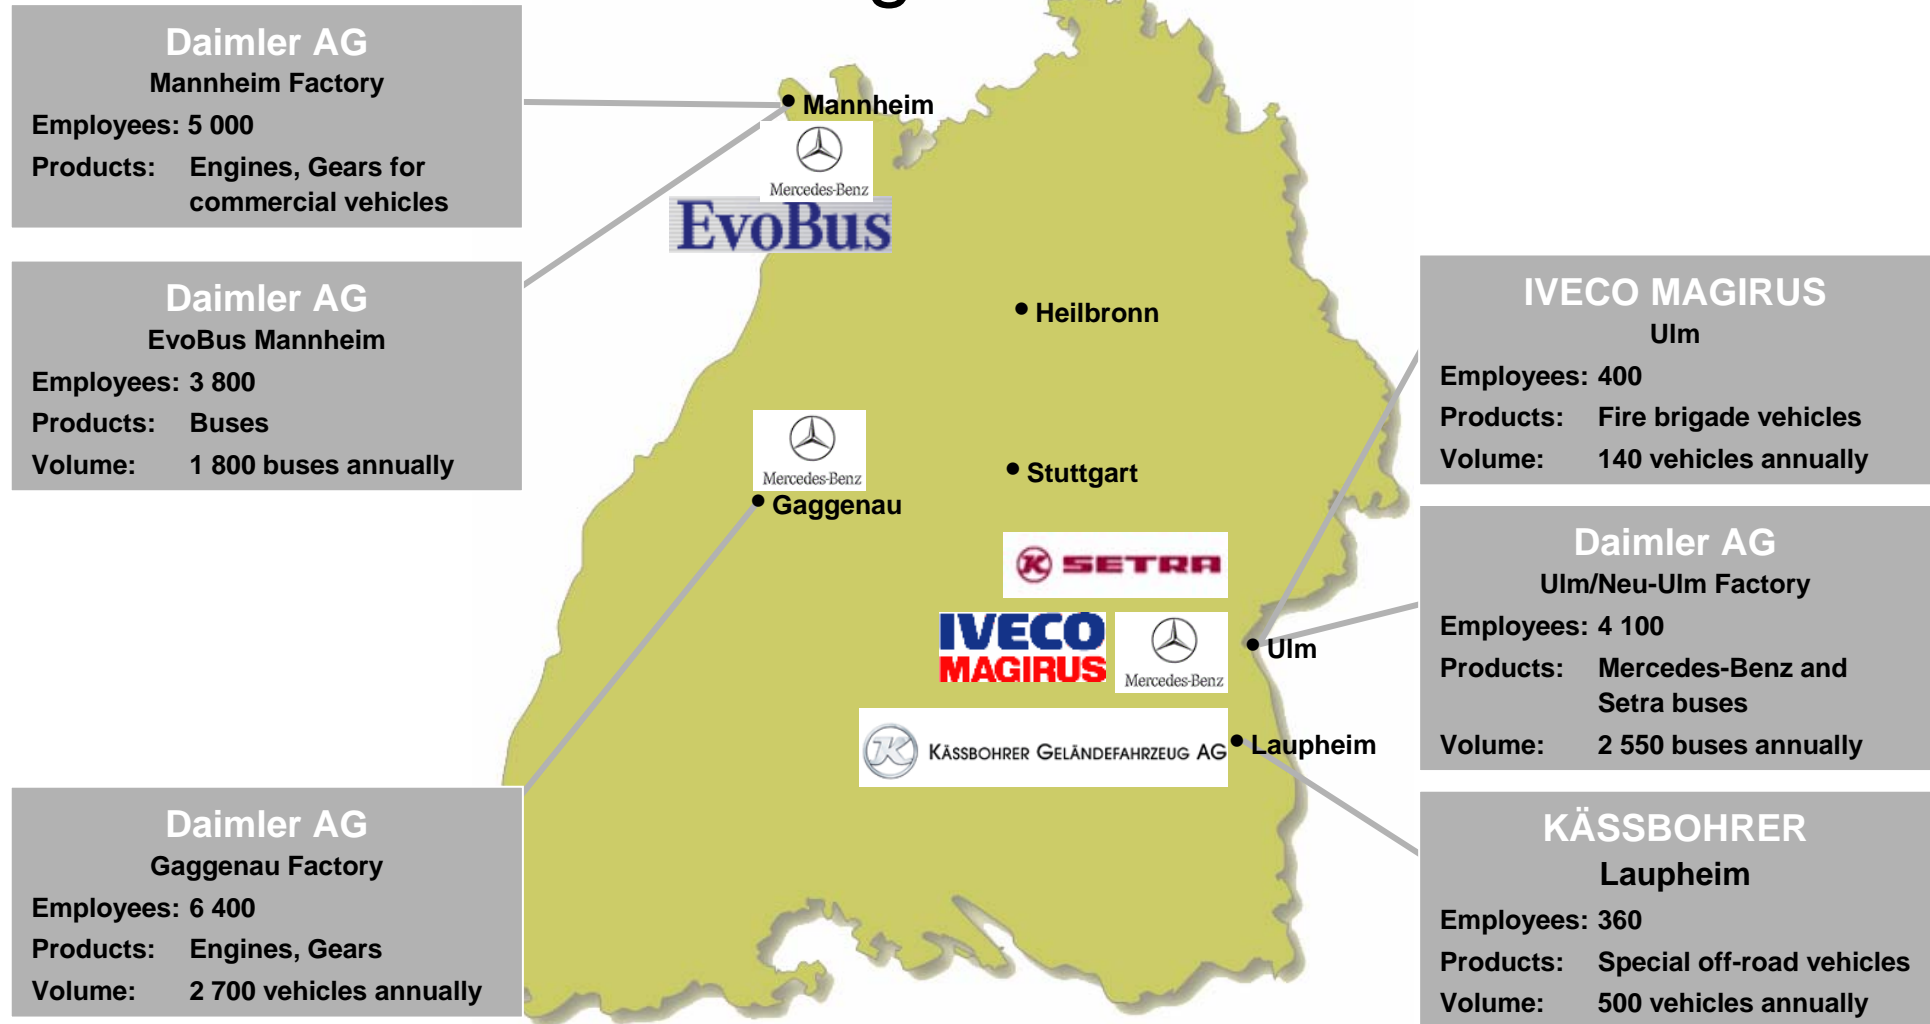 g
Daimler AG
Mannheim Factory
Employees: 5 000
Products: Engines, Gears for
commercial vehicles
Daimler AG
EvoBus Mannheim
Employees: 3 800
Products: Buses
Volume: 1 800 buses annually
Daimler AG
Gaggenau Factory
Employees: 6 400
Products: Engines, Gears
Volume: 2 700 vehicles annually
Mannheim
Mercedes-Benz
EvoBus
Heilbronn
Mercedes-Benz
Gaggenau
Stuttgart
K SETRA
IVECO
MAGIRUS
Mercedes-Benz
Ulm
K KÄSSBOHRER GELÄNDEFAHRZEUG AG
Laupheim
IVECO MAGIRUS
Ulm
Employees: 400
Products: Fire brigade vehicles
Volume: 140 vehicles annually
Daimler AG
Ulm/Neu-Ulm Factory
Employees: 4 100
Products: Mercedes-Benz and
Setra buses
Volume: 2 550 buses annually
KÄSSBOHRER
Laupheim
Employees: 360
Products: Special off-road vehicles
Volume: 500 vehicles annually